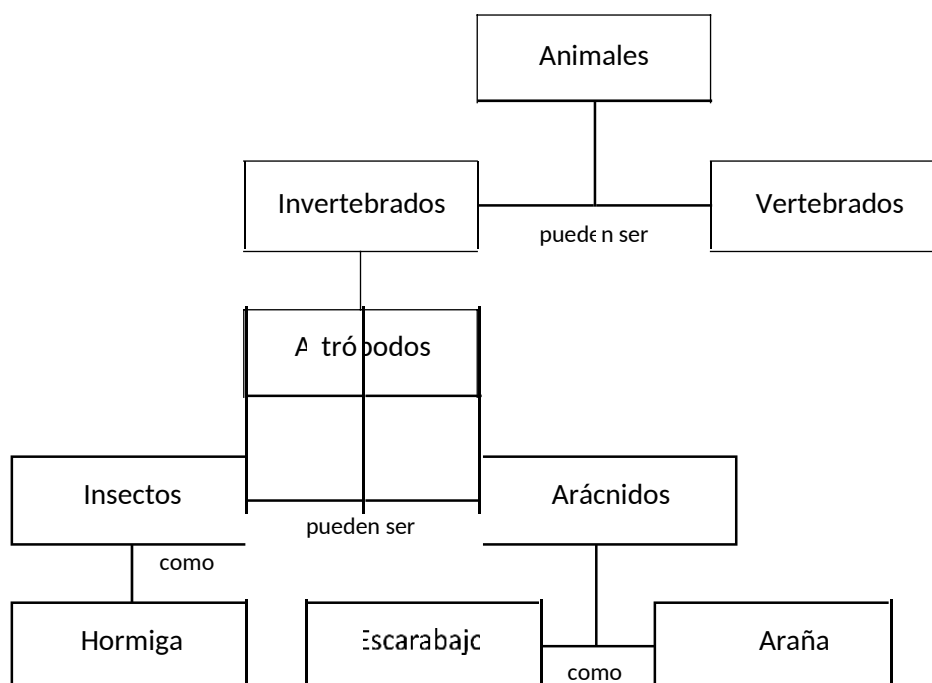 Animales
Invertebrados
Vertebrados
pueden ser
Artrópodos
Insectos
Arácnidos
pueden ser
como
Hormiga
Escarabajo
Araña
como